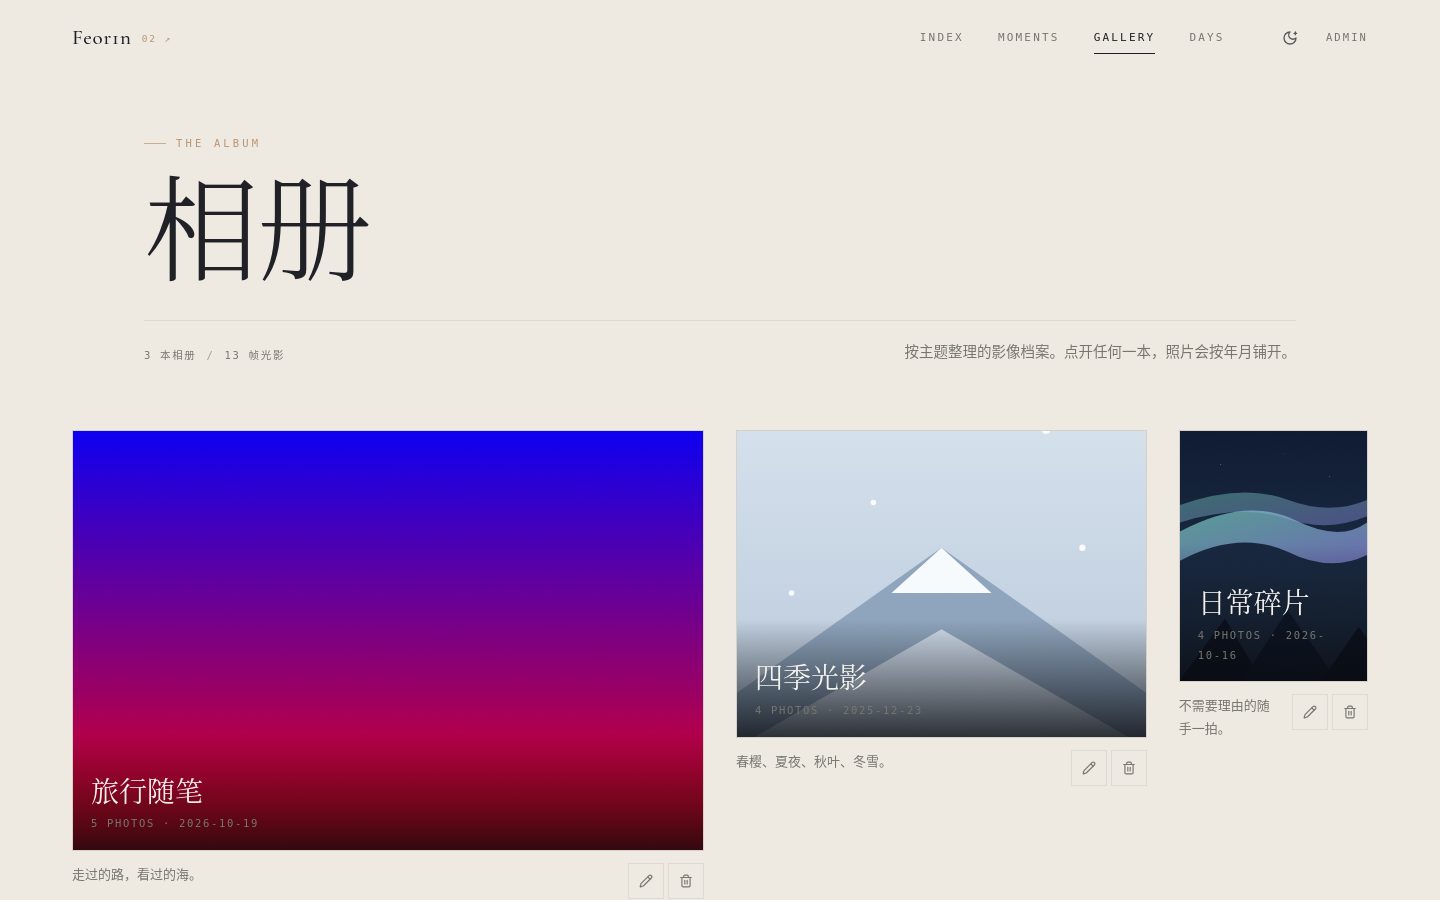 Feorin 02 ↗
INDEX MOMENTS GALLERY DAYS ADMIN
THE ALBUM
相册
3 本相册 / 13 帧光影
按主题整理的影像档案。点开任何一本，照片会按年月铺开。
旅行随笔
5 PHOTOS · 2026-10-19
走过的路，看过的海。
四季光影
4 PHOTOS · 2025-12-23
春樱、夏夜、秋叶、冬雪。
日常碎片
4 PHOTOS · 2026-
10-16
不需要理由的随
手一拍。